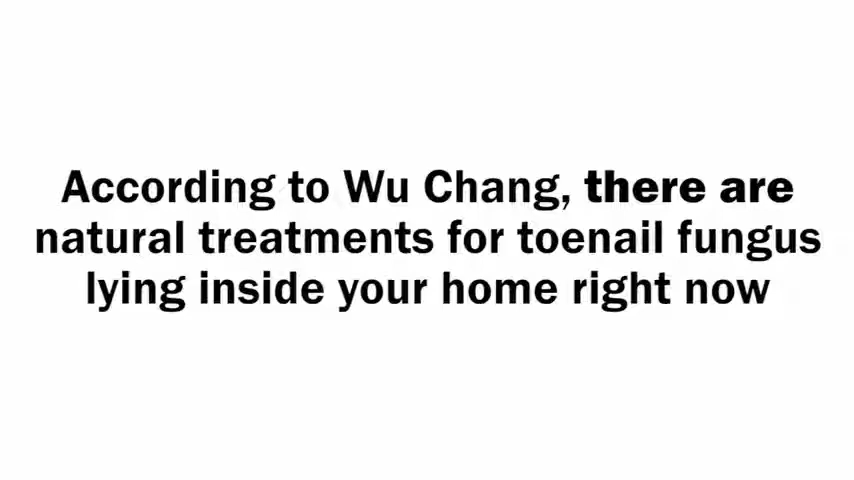 According to Wu Chang, there are
natural treatments for toenail fungus
lying inside your home right now